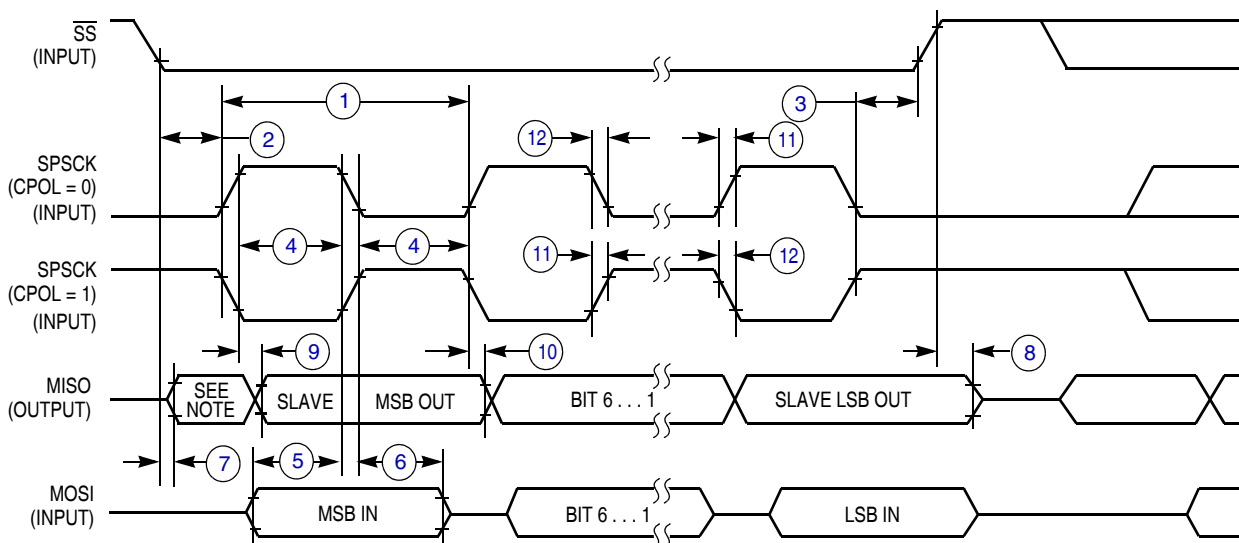 SS
(INPUT)
1
3
2
12
11
SPSCK
(CPOL = 0)
(INPUT)
4
4
11
12
SPSCK
(CPOL = 1)
(INPUT)
9
10
8
MISO
(OUTPUT)
SEE
NOTE
SLAVE
MSB OUT
BIT 6 . . . 1
SLAVE LSB OUT
7
5
6
MOSI
(INPUT)
MSB IN
BIT 6 . . . 1
LSB IN